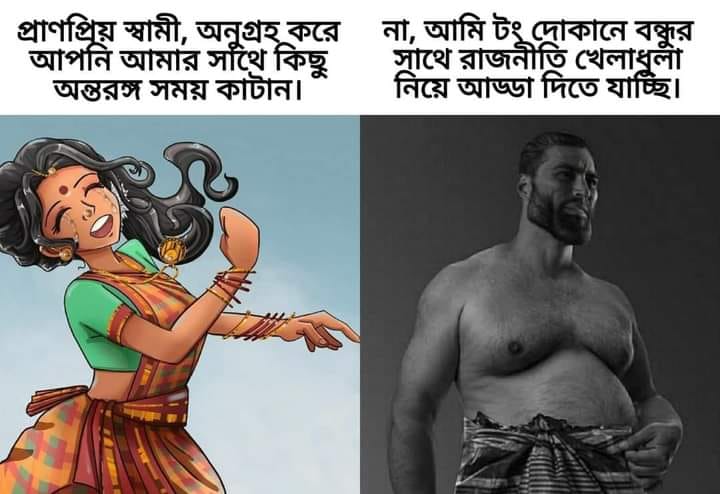 প্রাণপ্রিয় স্বামী, অনুগ্রহ করে
আপনি আমার সাথে কিছু
অন্তরঙ্গ সময় কাটান।
না, আমি টং দোকানে বন্ধুর
সাথে রাজনীতি খেলাধুলা
নিয়ে আড্ডা দিতে যাচ্ছি।